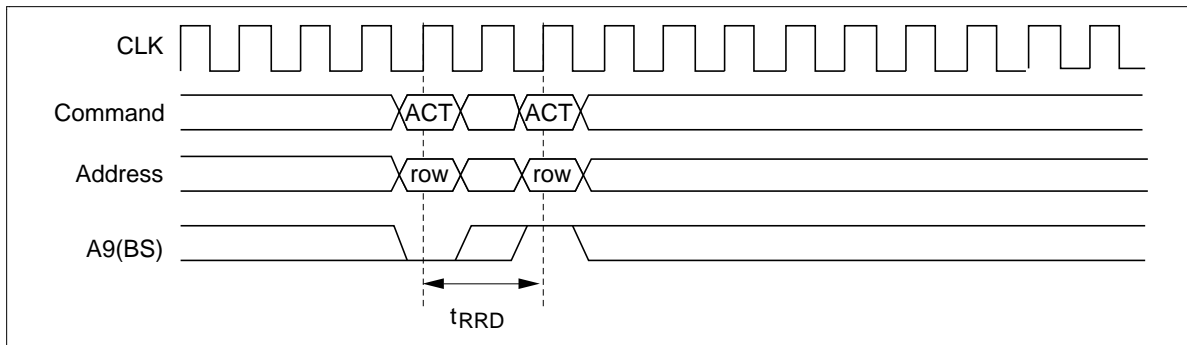 CLK
Command ACT ACT
Address row row
A9(BS)
tRRD